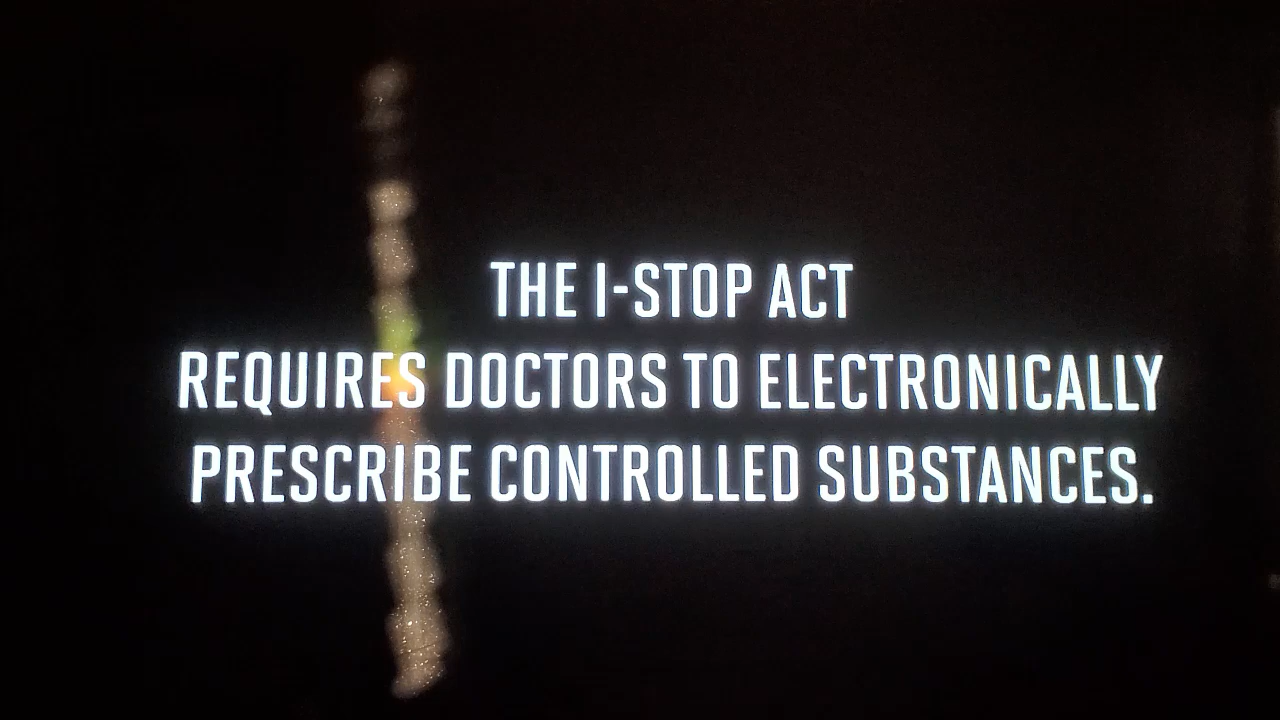 THE I-STOP ACT
REQUIRES DOCTORS TO ELECTRONICALLY
PRESCRIBE CONTROLLED SUBSTANCES.